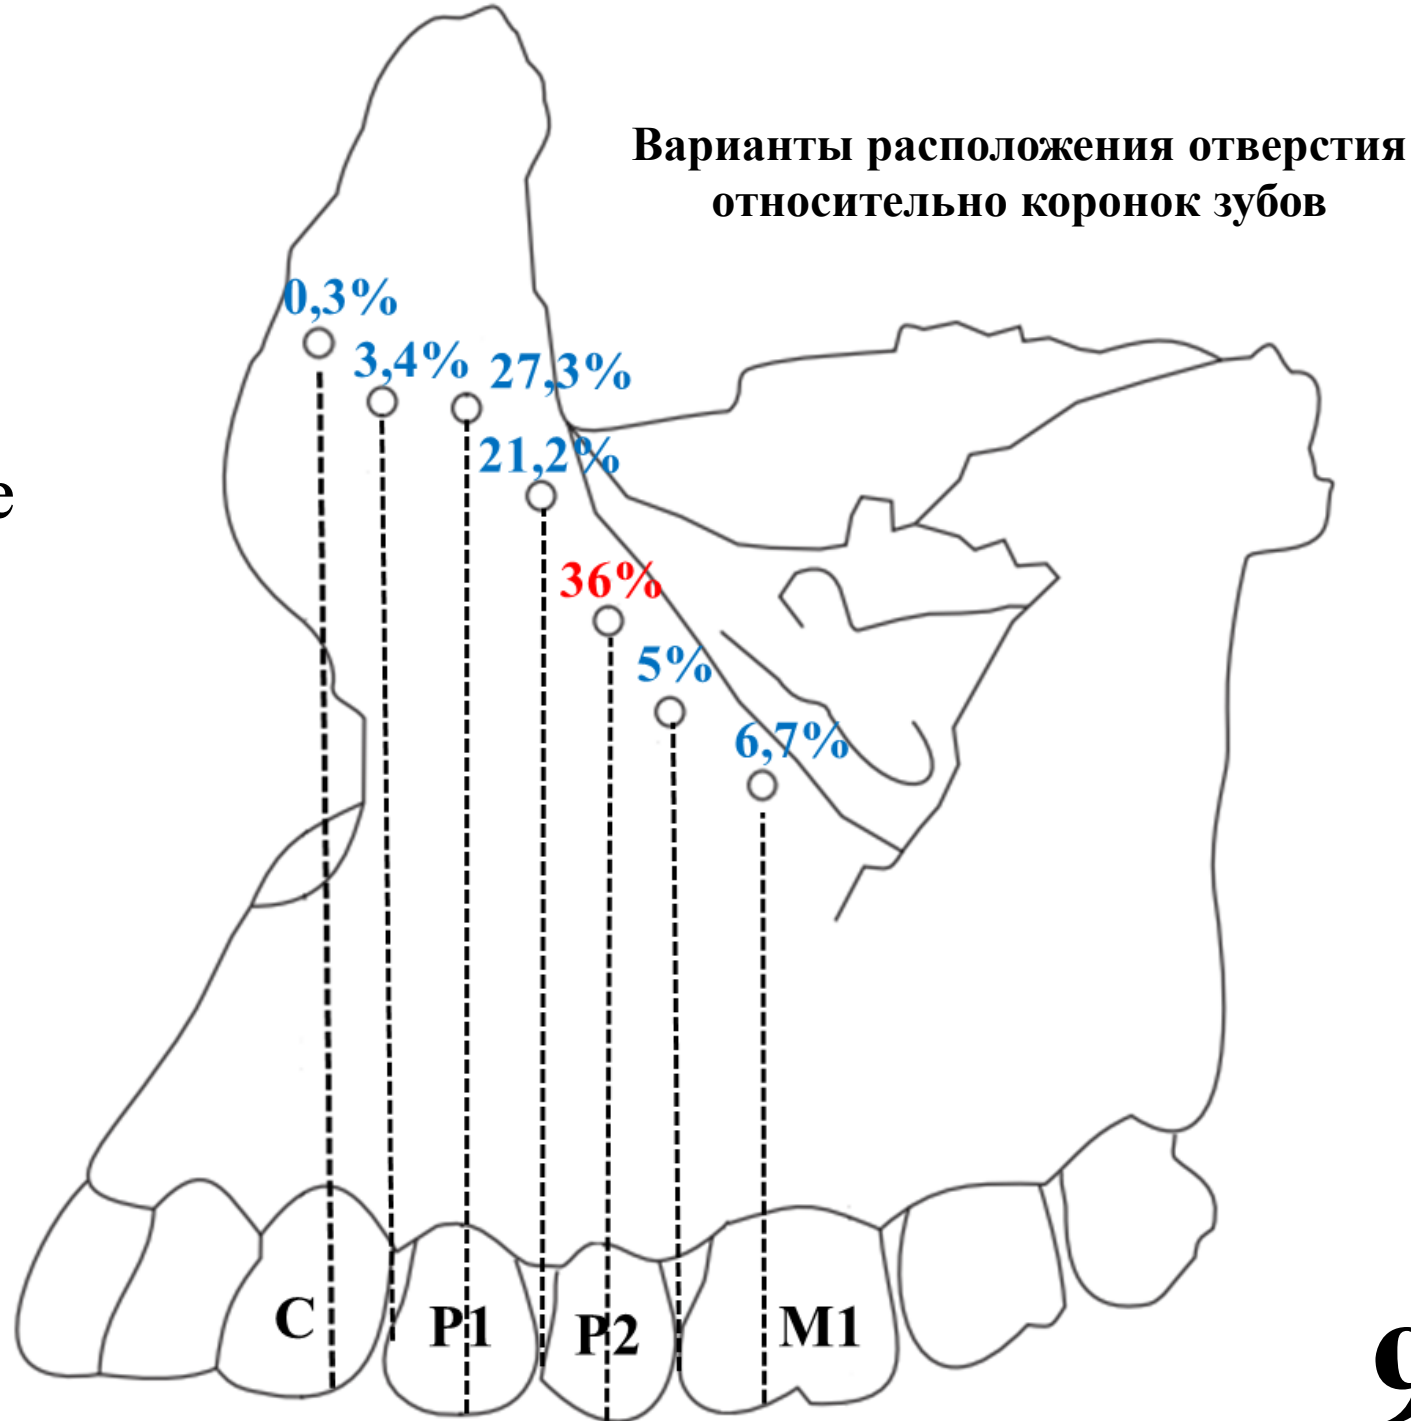 Варианты расположения отверстия
относительно коронок зубов
0,3%
3,4%
27,3%
21,2%
е
36%
5%
6,7%
C
P1
P2
M1
9